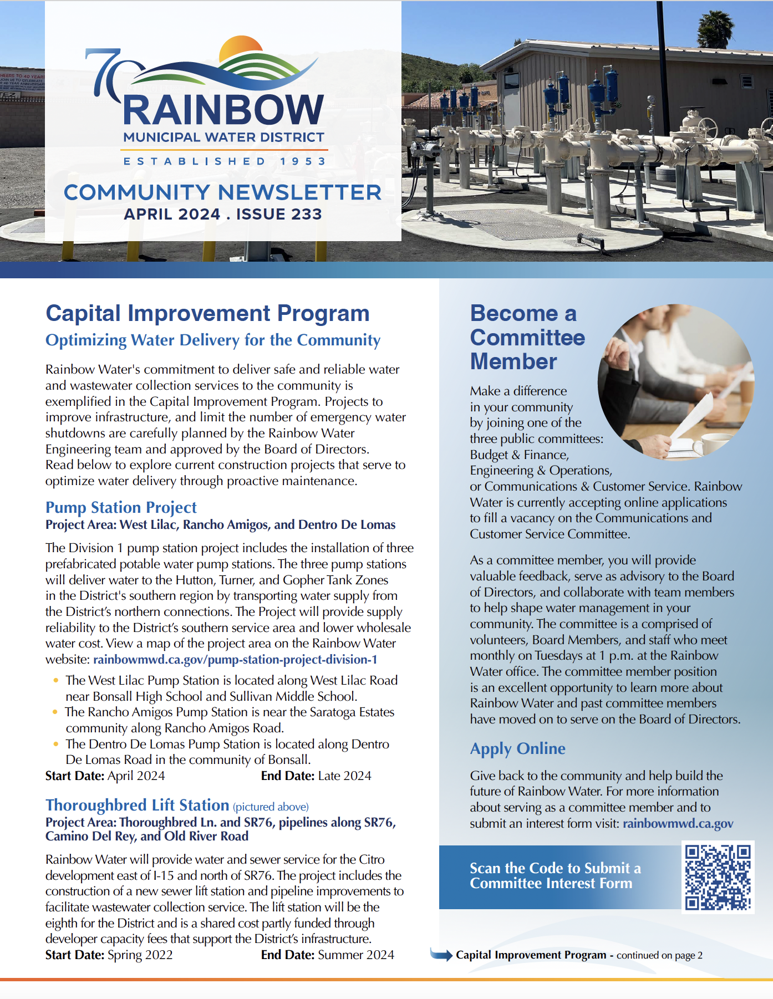 HEERS TO 40 YEARS
JOIN US TO CELEBRATE
40 YEAR ANNIVERSARY
TEZ
70
RAINBOW
MUNICIPAL WATER DISTRICT
ESTABLISHED 1953
COMMUNITY NEWSLETTER
APRIL 2024 . ISSUE 233
Capital Improvement Program
Optimizing Water Delivery for the Community
Rainbow Water's commitment to deliver safe and reliable water
and wastewater collection services to the community is
exemplified in the Capital Improvement Program. Projects to
improve infrastructure, and limit the number of emergency water
shutdowns are carefully planned by the Rainbow Water
Engineering team and approved by the Board of Directors.
Read below to explore current construction projects that serve to
optimize water delivery through proactive maintenance.
Pump Station Project
Project Area: West Lilac, Rancho Amigos, and Dentro De Lomas
The Division 1 pump station project includes the installation of three
prefabricated potable water pump stations. The three pump stations
will deliver water to the Hutton, Turner, and Gopher Tank Zones
in the District's southern region by transporting water supply from
the District’s northern connections. The Project will provide supply
reliability to the District’s southern service area and lower wholesale
water cost. View a map of the project area on the Rainbow Water
website: rainbowmwd.ca.gov/pump-station-project-division-1
• The West Lilac Pump Station is located along West Lilac Road
near Bonsall High School and Sullivan Middle School.
• The Rancho Amigos Pump Station is near the Saratoga Estates
community along Rancho Amigos Road.
• The Dentro De Lomas Pump Station is located along Dentro
De Lomas Road in the community of Bonsall.
Start Date: April 2024 End Date: Late 2024
Thoroughbred Lift Station (pictured above)
Project Area: Thoroughbred Ln. and SR76, pipelines along SR76,
Camino Del Rey, and Old River Road
Rainbow Water will provide water and sewer service for the Citro
development east of I-15 and north of SR76. The project includes the
construction of a new sewer lift station and pipeline improvements to
facilitate wastewater collection service. The lift station will be the
eighth for the District and is a shared cost partly funded through
developer capacity fees that support the District’s infrastructure.
Start Date: Spring 2022 End Date: Summer 2024
Become a
Committee
Member
Make a difference
in your community
by joining one of the
three public committees:
Budget & Finance,
Engineering & Operations,
or Communications & Customer Service. Rainbow
Water is currently accepting online applications
to fill a vacancy on the Communications and
Customer Service Committee.
As a committee member, you will provide
valuable feedback, serve as advisory to the Board
of Directors, and collaborate with team members
to help shape water management in your
community. The committee is a comprised of
volunteers, Board Members, and staff who meet
monthly on Tuesdays at 1 p.m. at the Rainbow
Water office. The committee member position
is an excellent opportunity to learn more about
Rainbow Water and past committee members
have moved on to serve on the Board of Directors.
Apply Online
Give back to the community and help build the
future of Rainbow Water. For more information
about serving as a committee member and to
submit an interest form visit: rainbowmwd.ca.gov
Scan the Code to Submit a
Committee Interest Form
Capital Improvement Program - continued on page 2